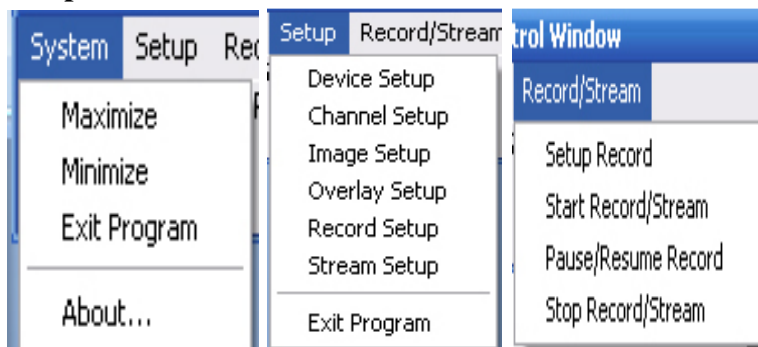 System Setup Rec
Maximize
Minimize
Exit Program
About...
Setup Record/Stream
Device Setup
Channel Setup
Image Setup
Overlay Setup
Record Setup
Stream Setup
Exit Program
trol Window
Record/Stream
Setup Record
Start Record/Stream
Pause/Resume Record
Stop Record/Stream